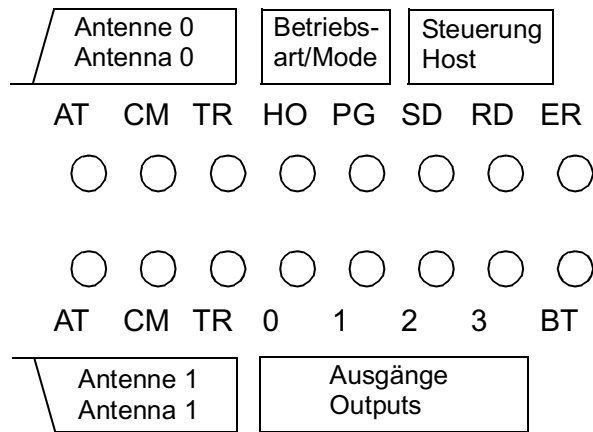 Antenne 0 Betriebs- Steuerung
Antenna 0 art/Mode Host
AT CM TR HO PG SD RD ER
AT CM TR 0 1 2 3 BT
Antenne 1 Ausgänge
Antenna 1 Outputs